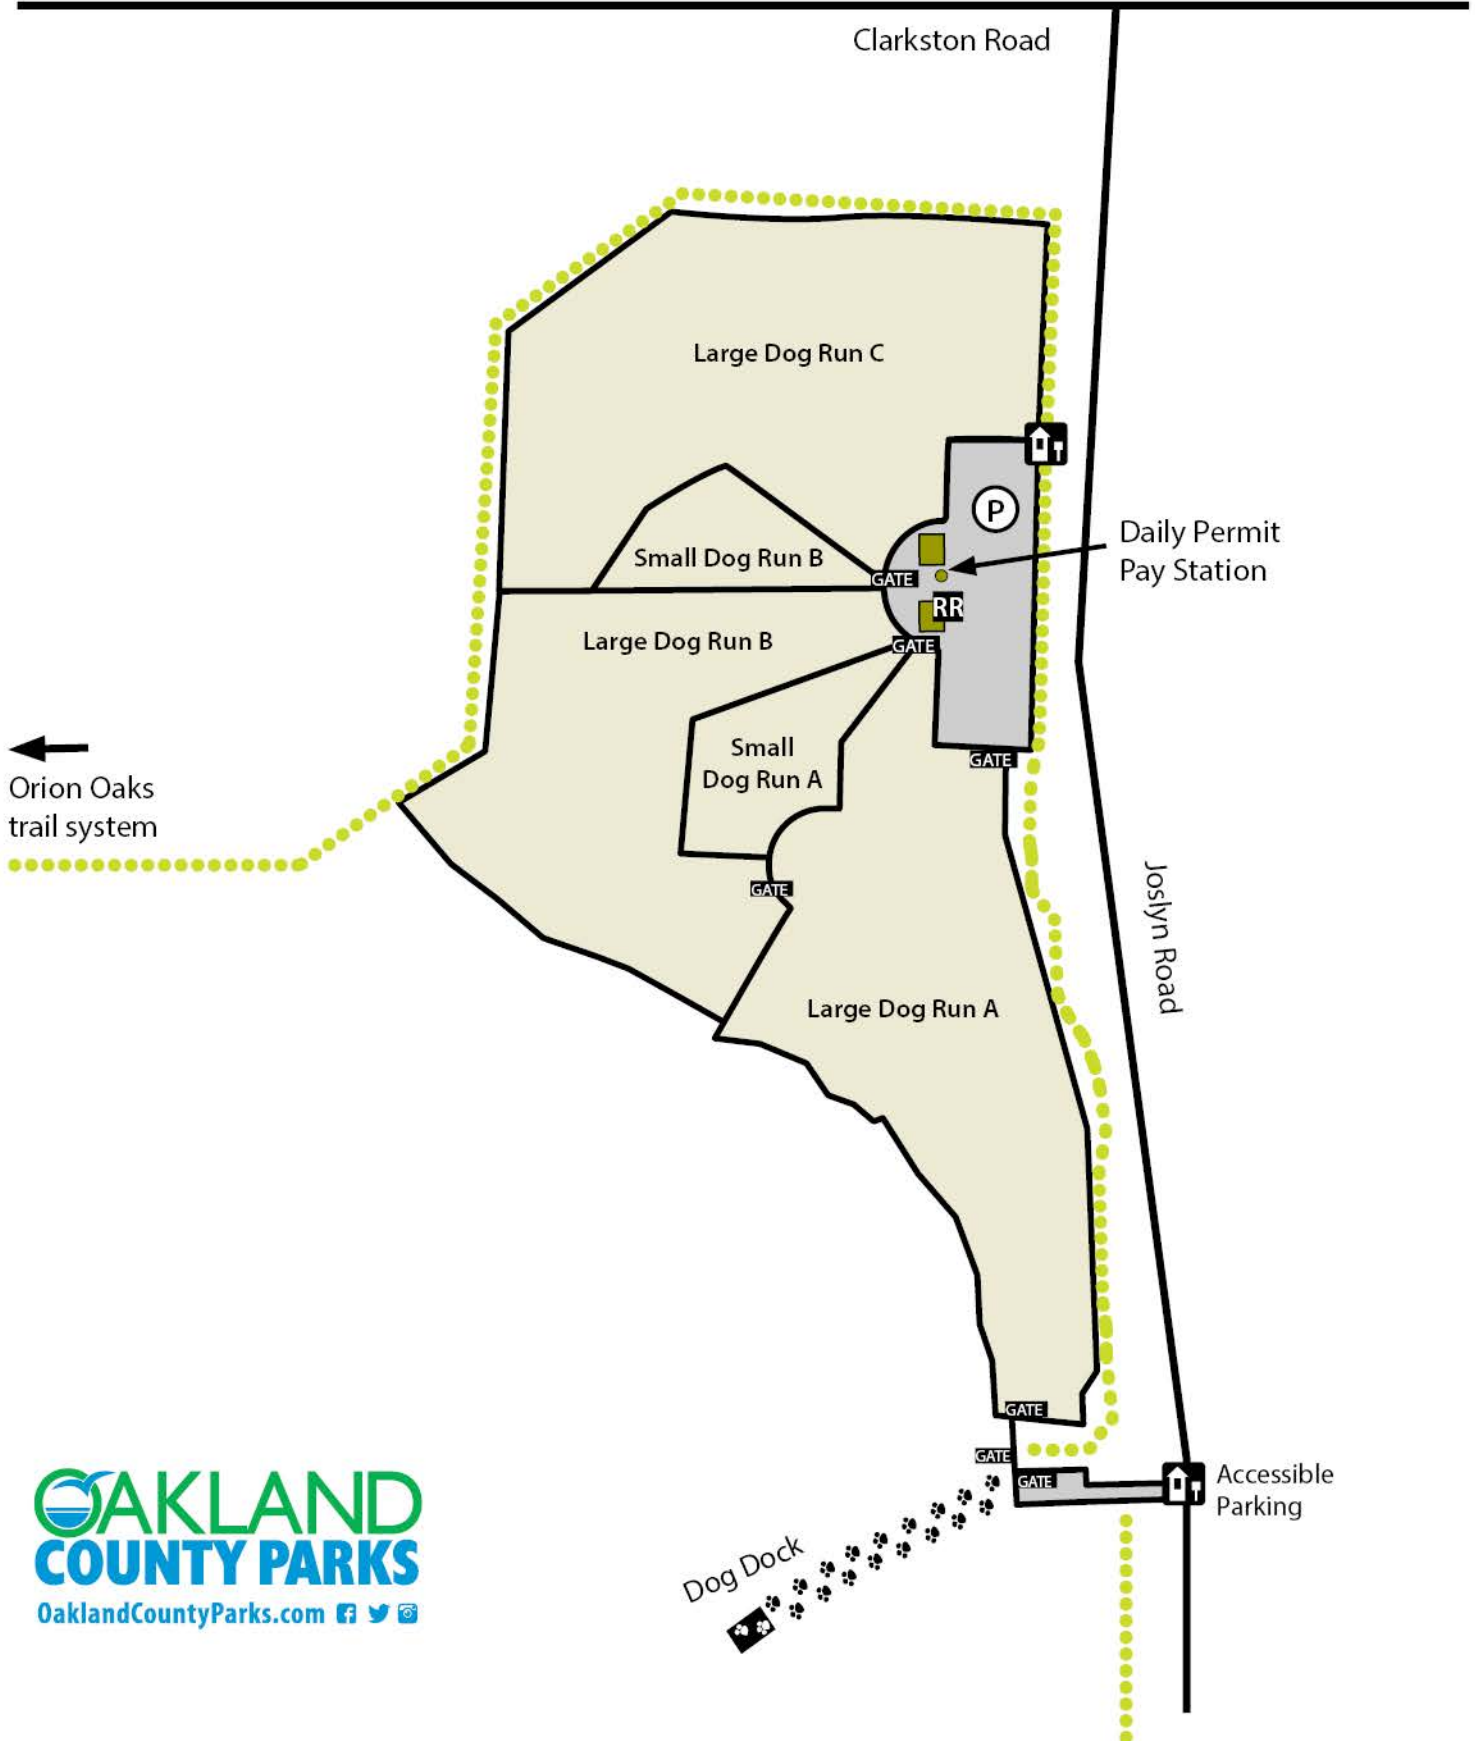 Clarkston Road
Large Dog Run C
P
Daily Permit
Pay Station
Small Dog Run B
GATE
RR
Large Dog Run B
GATE
Small
Dog Run A
GATE
Orion Oaks
trail system
GATE
Joslyn Road
Large Dog Run A
GATE
GATE
GATE
Accessible
Parking
Dog Dock
OAKLAND
COUNTY PARKS
OaklandCountyParks.com